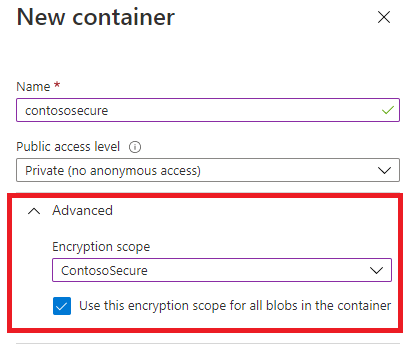 New container
Name *
contososecure
Public access level
Private (no anonymous access)
Advanced
Encryption scope
ContosoSecure
Use this encryption scope for all blobs in the container